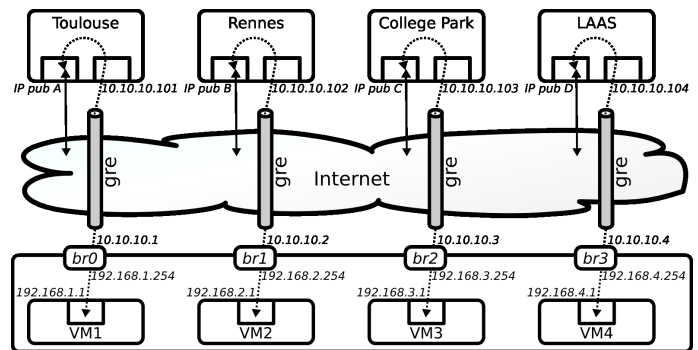 Toulouse Rennes College Park LAAS
IP pub A 10.10.10.101 IP pub B 10.10.10.102 IP pub C 10.10.10.103 IP pub D 10.10.10.104
gre gre gre gre
Internet
10.10.10.1 10.10.10.2 10.10.10.3 10.10.10.4
br0 br1 br2 br3
192.168.1.254 192.168.2.254 192.168.3.254 192.168.4.254
192.168.1.1 192.168.2.1 192.168.3.1 192.168.4.1
VM1 VM2 VM3 VM4